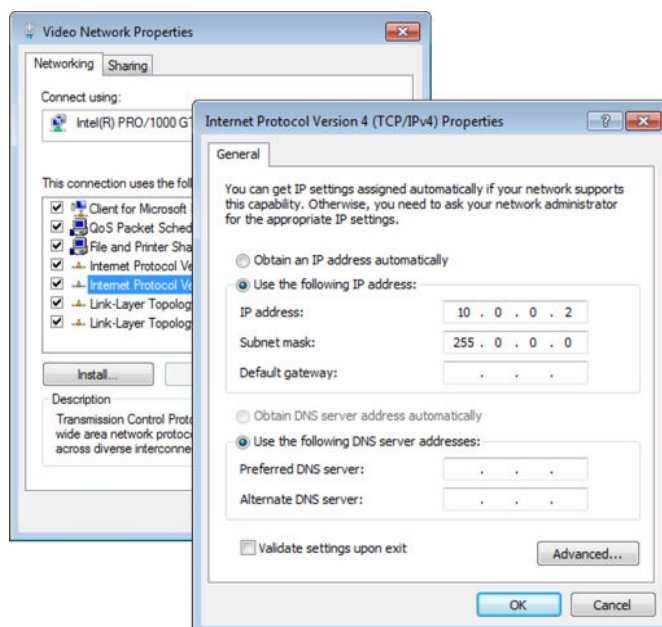 Video Network Properties
Networking
Sharing
Connect using:
Intel(R) PRO/1000 GT
This connection uses the foll
Client for Microsoft
QoS Packet Sched
File and Printer Sha
Internet Protocol Ve
Internet Protocol Ve
Link-Layer Topolog
Link-Layer Topolog
Install...
Description
Transmission Control Proto
wide area network protoc
across diverse interconne
Internet Protocol Version 4 (TCP/IPv4) Properties
General
You can get IP settings assigned automatically if your network supports
this capability. Otherwise, you need to ask your network administrator
for the appropriate IP settings.
Obtain an IP address automatically
Use the following IP address:
IP address: 10 . 0 . 0 . 2
Subnet mask: 255 . 0 . 0 . 0
Default gateway: . . .
Obtain DNS server address automatically
Use the following DNS server addresses:
Preferred DNS server: . . .
Alternate DNS server: . . .
Validate settings upon exit
Advanced...
OK
Cancel